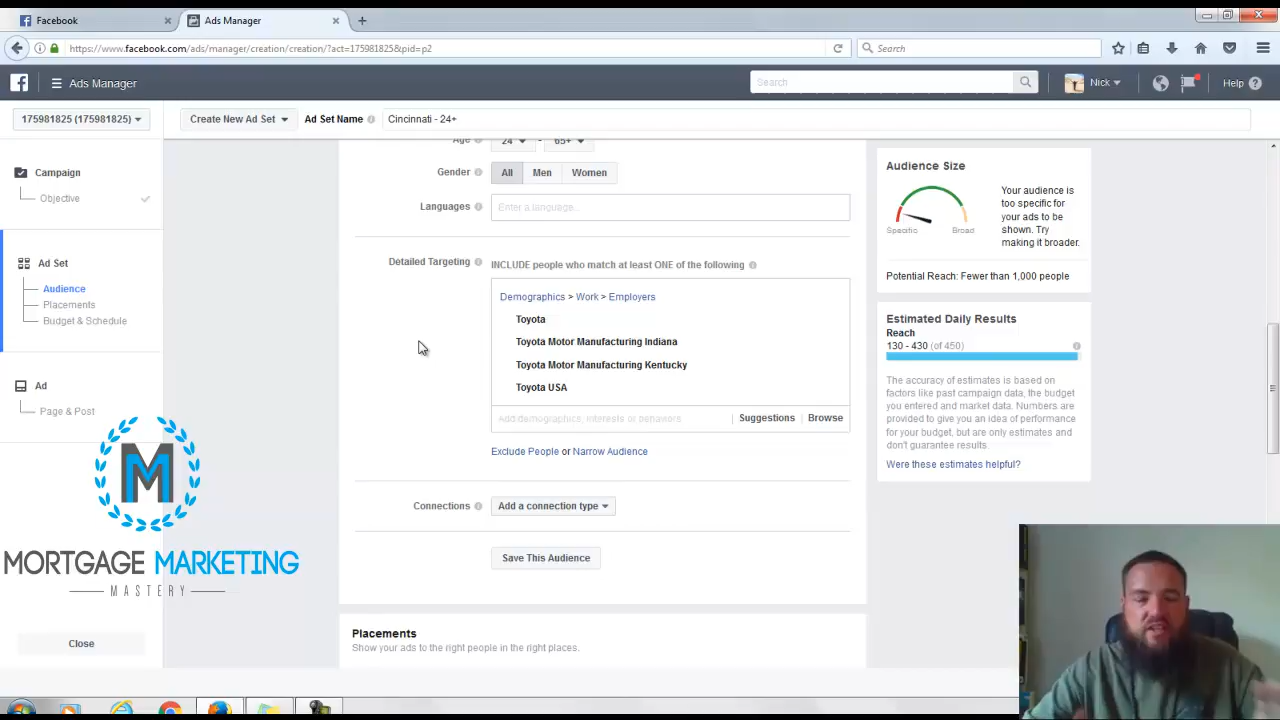 Facebook
Ads Manager
https://www.facebook.com/ads/manager/creation/creation/?act=175981825&pid=p2
Search
Ads Manager
Search
Nick
Help
175981825 (175981825)
Create New Ad Set
Ad Set Name
Cincinnati - 24+
Campaign
Objective
Ad Set
Audience
Placements
Budget & Schedule
Ad
Page & Post
Close
Age
24 - 65+
Gender
All
Men
Women
Languages
Enter a language...
Detailed Targeting
INCLUDE people who match at least ONE of the following
Demographics > Work > Employers
Toyota
Toyota Motor Manufacturing Indiana
Toyota Motor Manufacturing Kentucky
Toyota USA
Add demographics, interests or behaviors
Suggestions
Browse
Exclude People or Narrow Audience
Connections
Add a connection type
Save This Audience
Placements
Show your ads to the right people in the right places.
Audience Size
Specific
Broad
Your audience is
too specific for
your ads to be
shown. Try
making it broader.
Potential Reach: Fewer than 1,000 people
Estimated Daily Results
Reach
130 - 430 (of 450)
The accuracy of estimates is based on
factors like past campaign data, the budget
you entered and market data. Numbers are
provided to give you an idea of performance
for your budget, but are only estimates and
don't guarantee results.
Were these estimates helpful?
M
MORTGAGE MARKETING
MASTERY